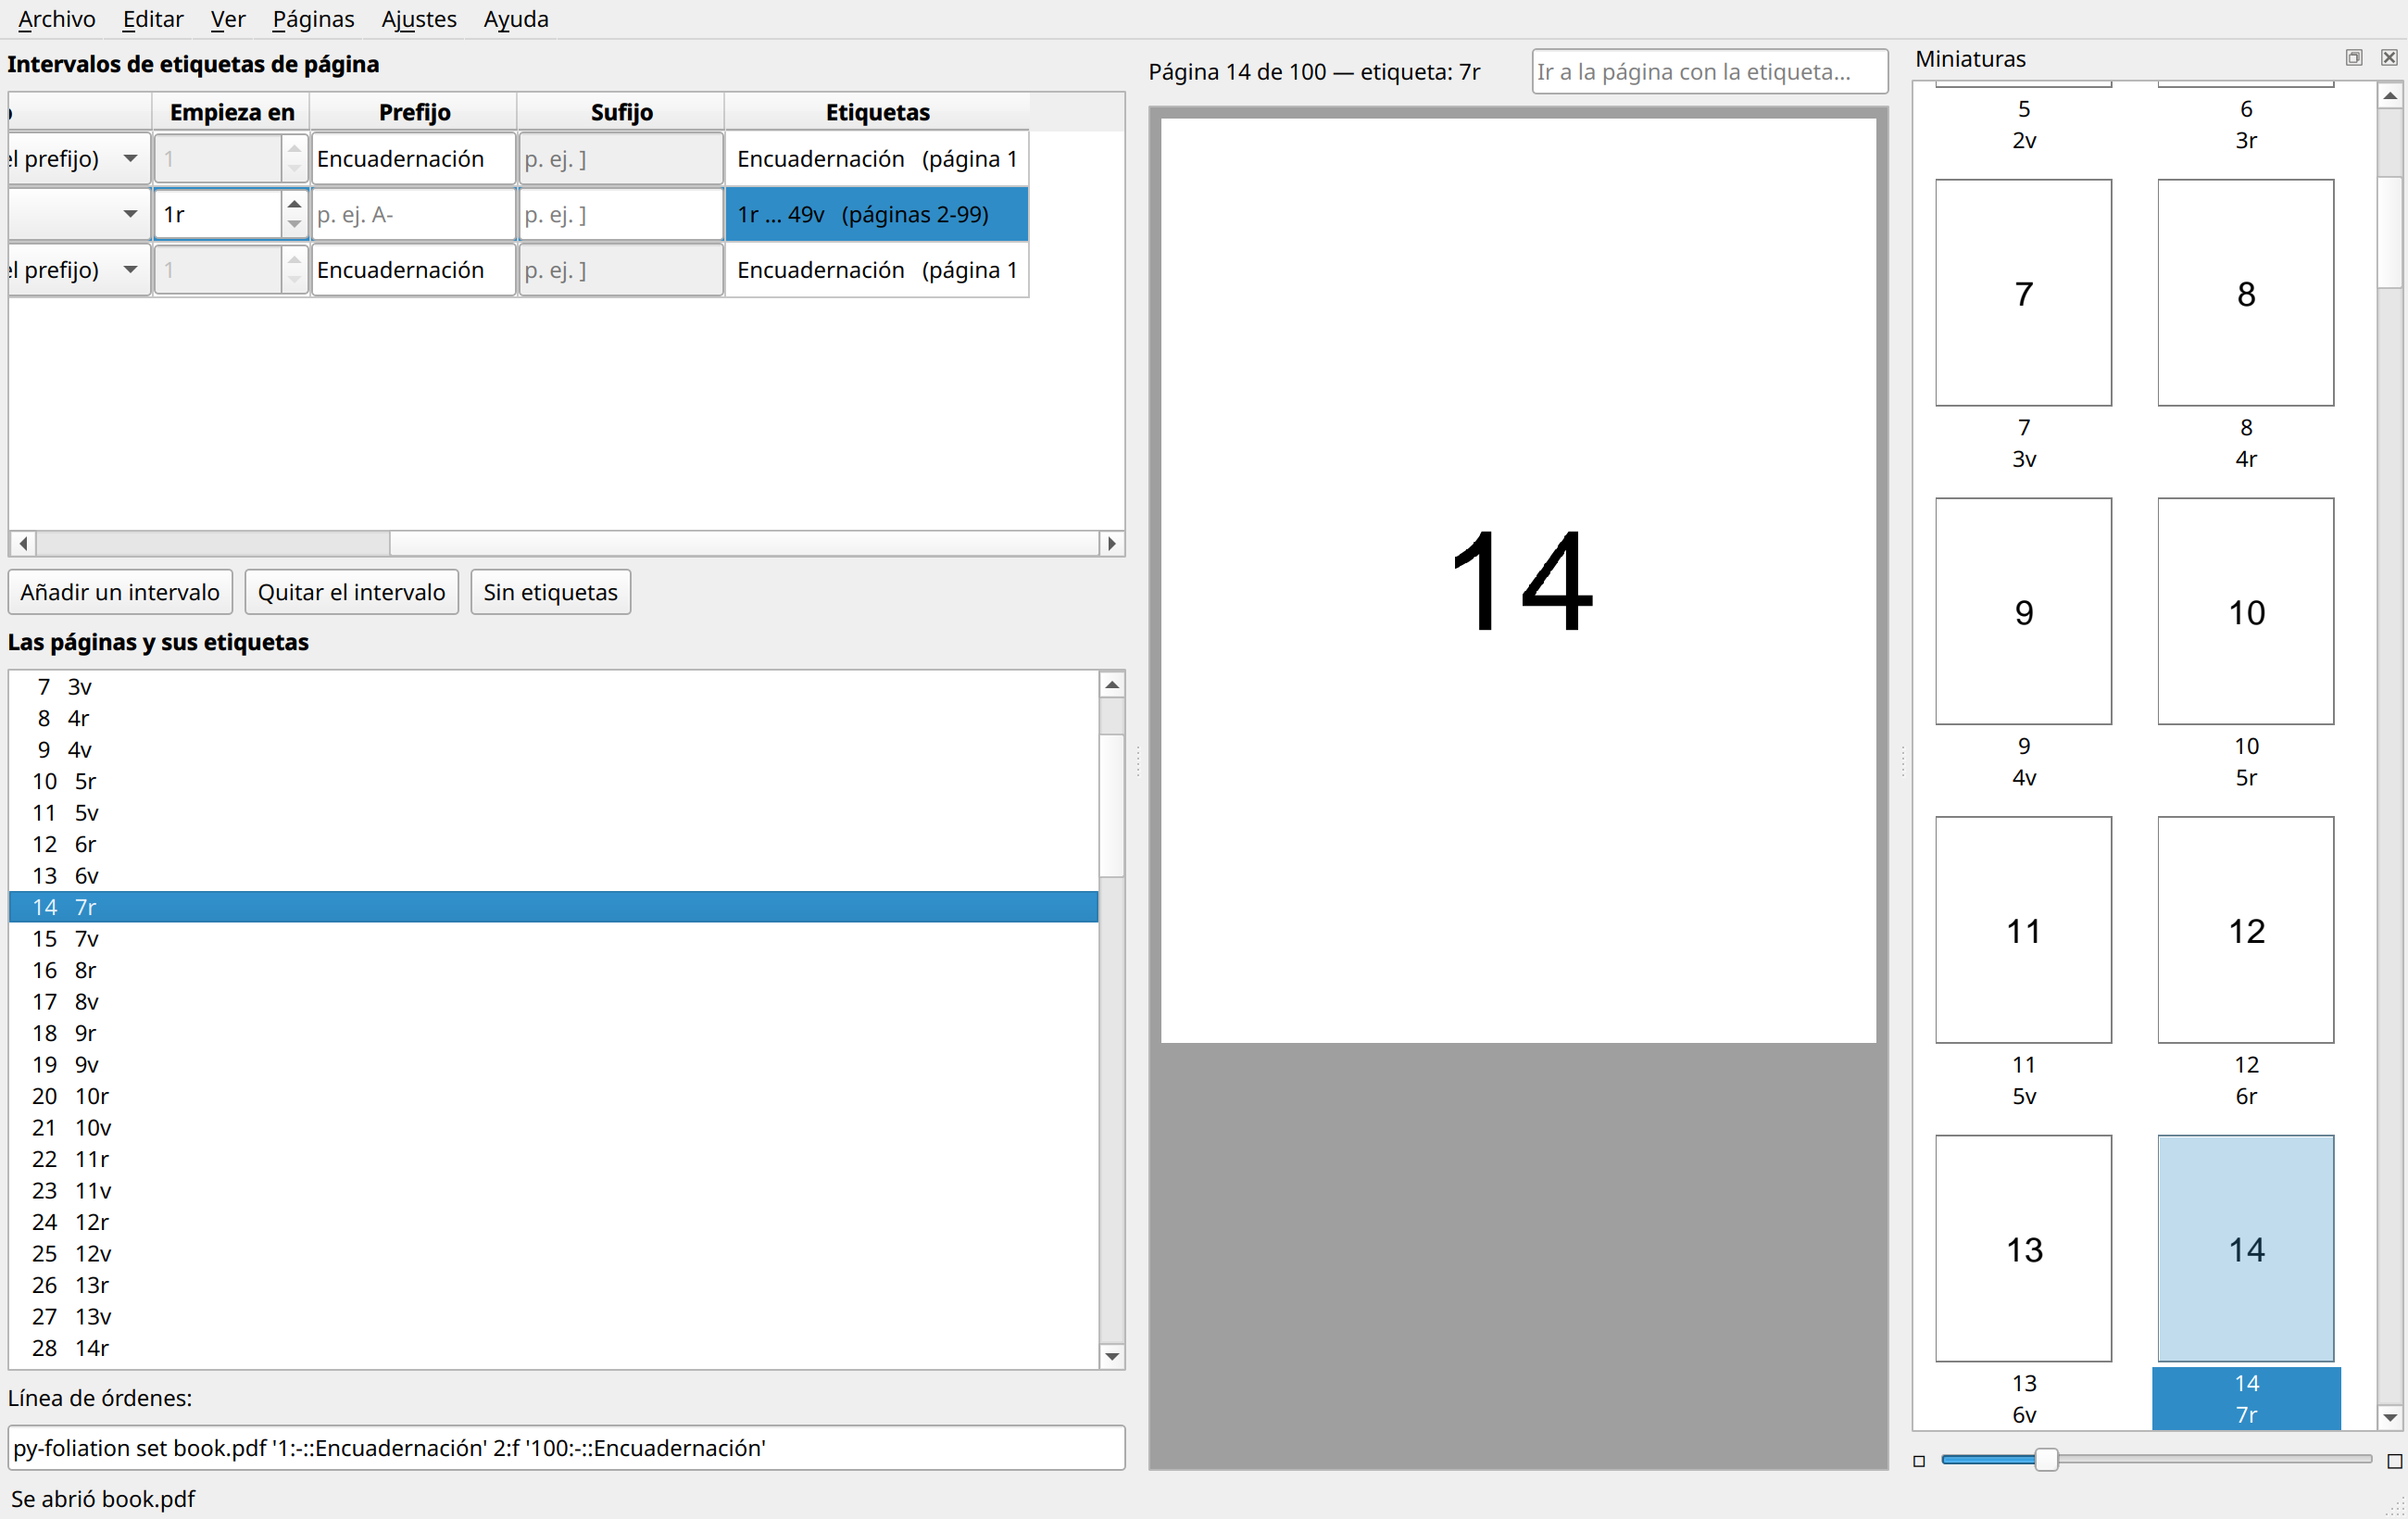 Archivo Editar Ver Páginas Ajustes Ayuda
Intervalos de etiquetas de página
Empieza en Prefijo Sufijo Etiquetas
el prefijo) 1 Encuadernación p. ej. ] Encuadernación (página 1
1r p. ej. A- p. ej. ] 1r ... 49v (páginas 2-99)
el prefijo) 1 Encuadernación p. ej. ] Encuadernación (página 1
Añadir un intervalo Quitar el intervalo Sin etiquetas
Las páginas y sus etiquetas
7 3v
8 4r
9 4v
10 5r
11 5v
12 6r
13 6v
14 7r
15 7v
16 8r
17 8v
18 9r
19 9v
20 10r
21 10v
22 11r
23 11v
24 12r
25 12v
26 13r
27 13v
28 14r
Línea de órdenes:
py-foliation set book.pdf '1:-::Encuadernación' 2:f '100:-::Encuadernación'
Se abrió book.pdf
Página 14 de 100 — etiqueta: 7r Ir a la página con la etiqueta...
14
Miniaturas
5 6
2v 3r
7 8
7 8
3v 4r
9 10
9 10
4v 5r
11 12
11 12
5v 6r
13 14
13 14
6v 7r